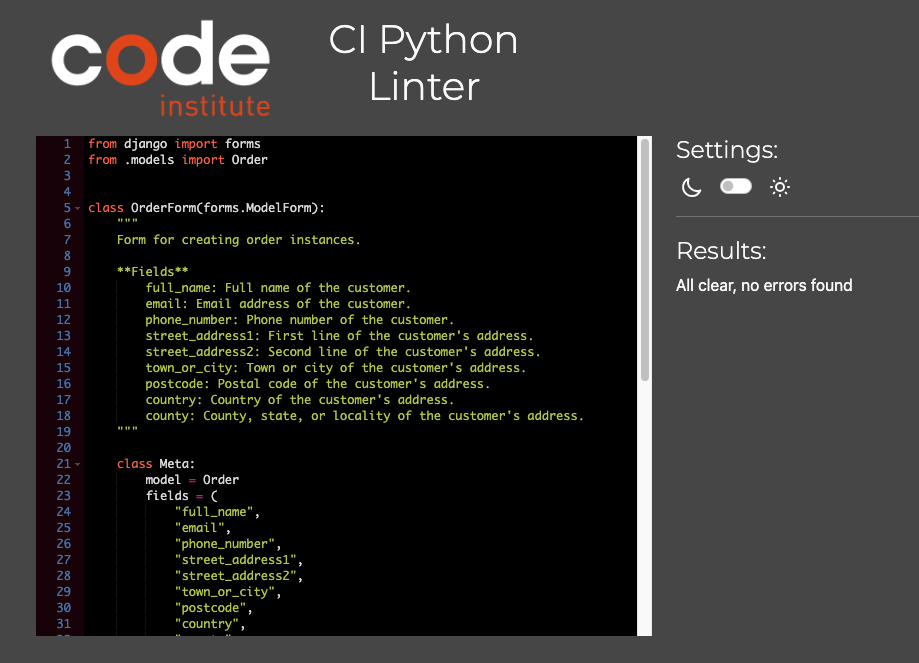 code
institute
CI Python
Linter
1 from django import forms
2 from .models import Order
3
4
5 class OrderForm(forms.ModelForm):
6     """
7     Form for creating order instances.
8
9     **Fields**
10         full_name: Full name of the customer.
11         email: Email address of the customer.
12         phone_number: Phone number of the customer.
13         street_address1: First line of the customer's address.
14         street_address2: Second line of the customer's address.
15         town_or_city: Town or city of the customer's address.
16         postcode: Postal code of the customer's address.
17         country: Country of the customer's address.
18         county: County, state, or locality of the customer's address.
19     """
20
21     class Meta:
22         model = Order
23         fields = (
24             "full_name",
25             "email",
26             "phone_number",
27             "street_address1",
28             "street_address2",
29             "town_or_city",
30             "postcode",
31             "country",
Settings:
Results:
All clear, no errors found